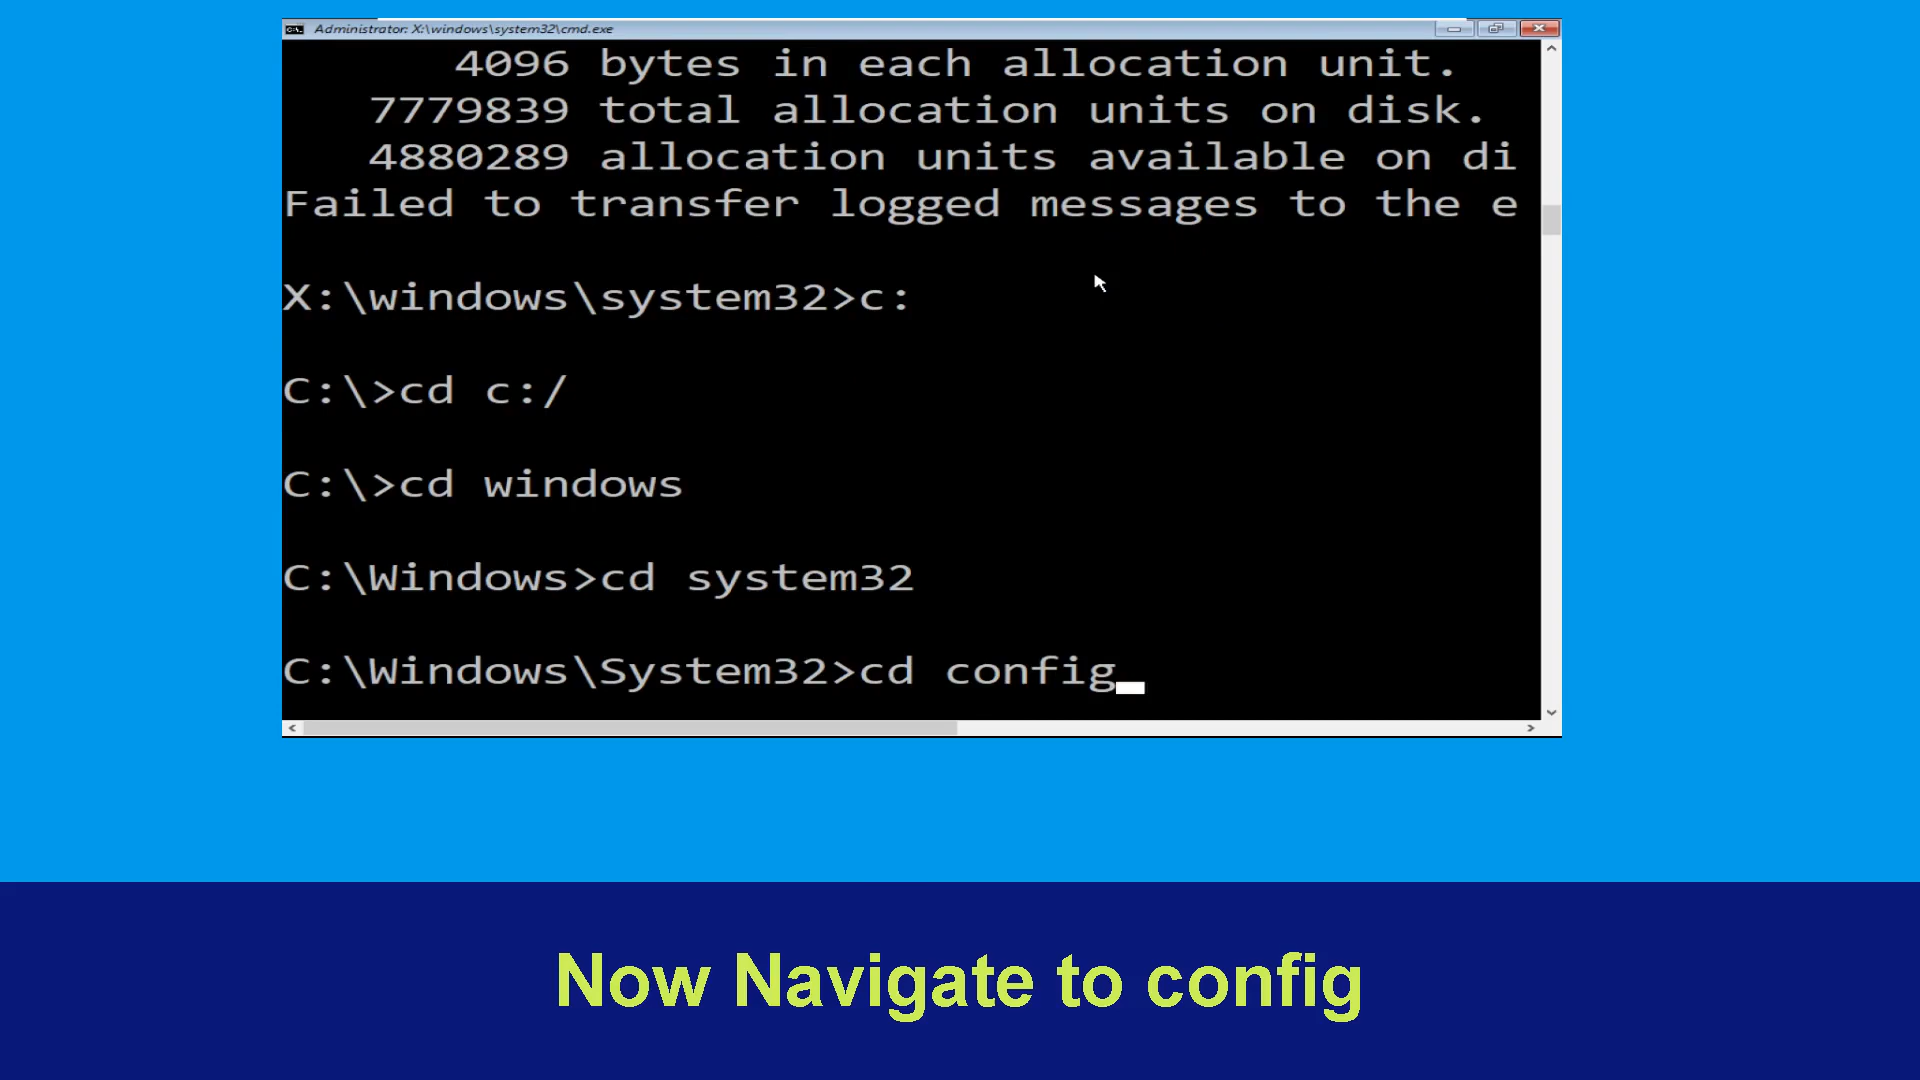 Administrator: X:\windows\system32\cmd.exe
4096 bytes in each allocation unit.
7779839 total allocation units on disk.
4880289 allocation units available on di
Failed to transfer logged messages to the e
X:\windows\system32>c:
C:\>cd c:/
C:\>cd windows
C:\Windows>cd system32
C:\Windows\System32>cd config_
Now Navigate to config